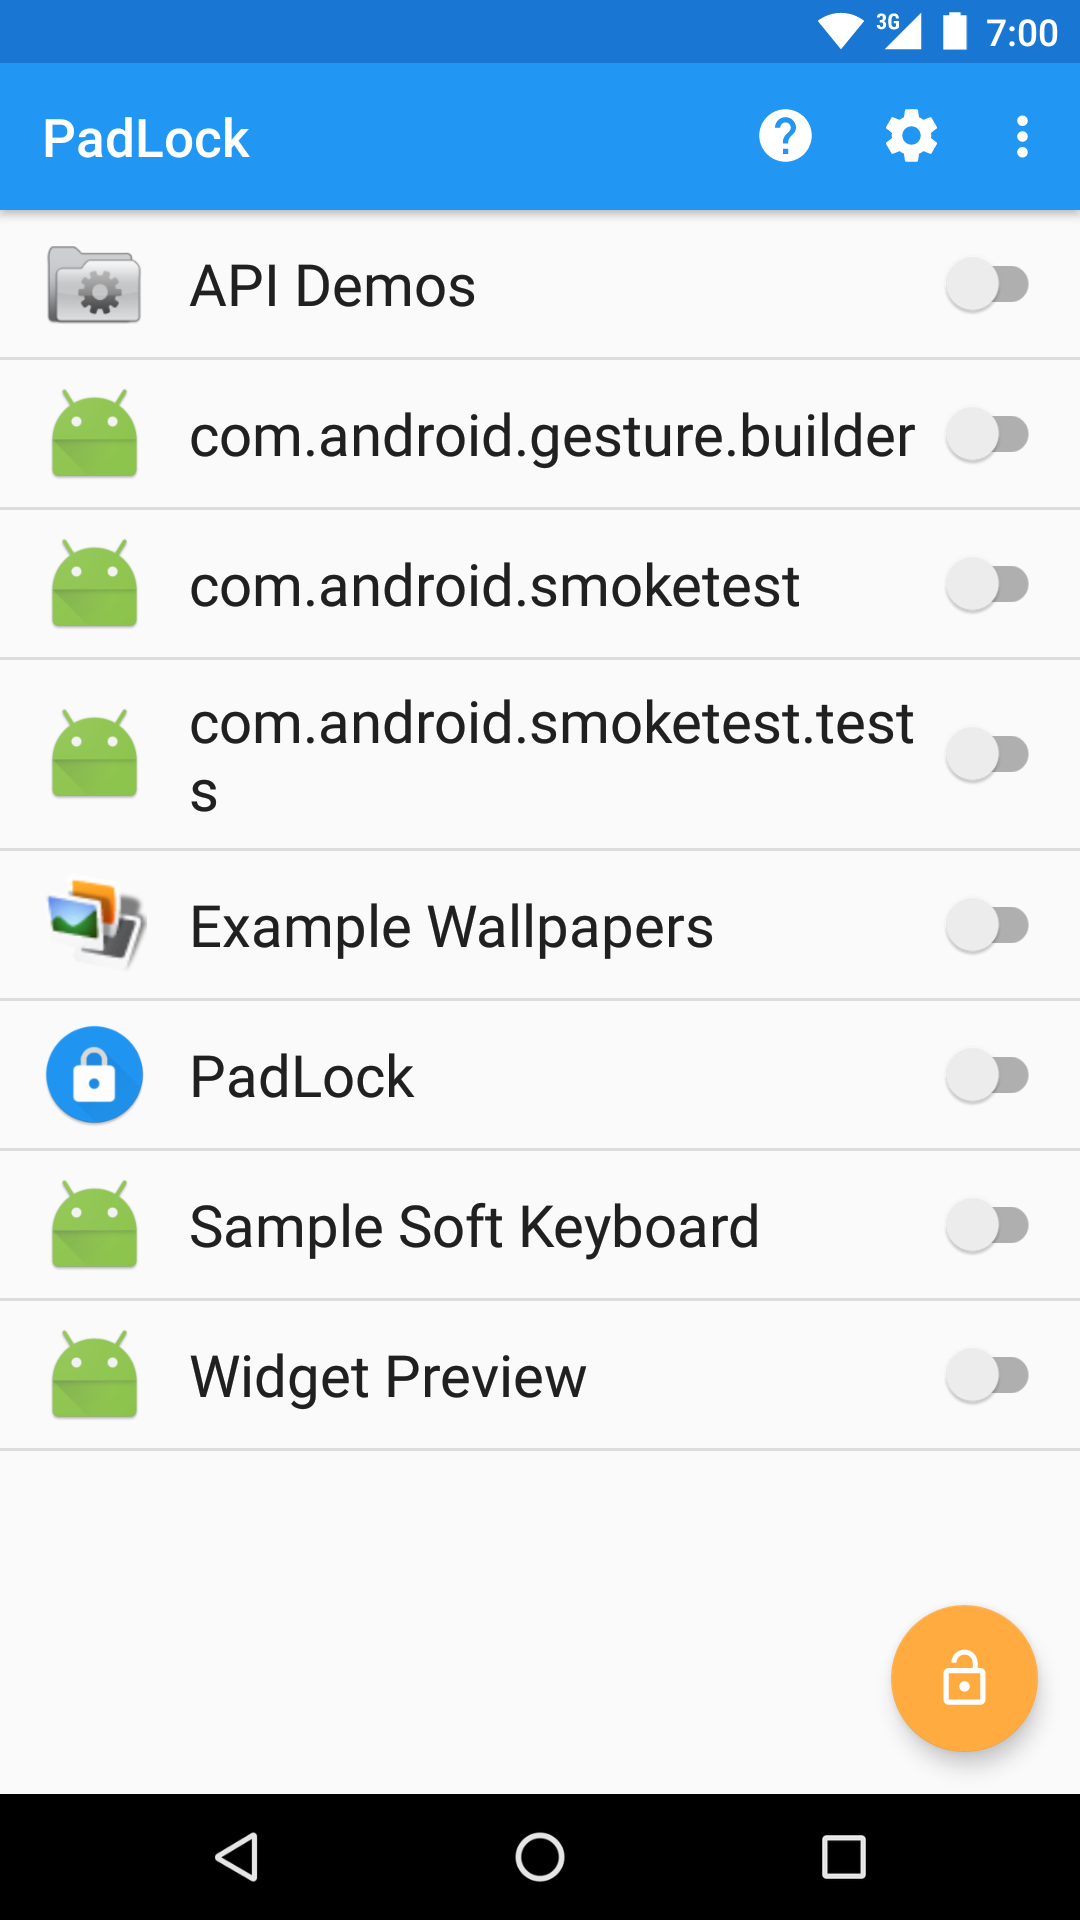 3G 7:00
PadLock
API Demos
com.android.gesture.builder
com.android.smoketest
com.android.smoketest.test
s
Example Wallpapers
PadLock
Sample Soft Keyboard
Widget Preview